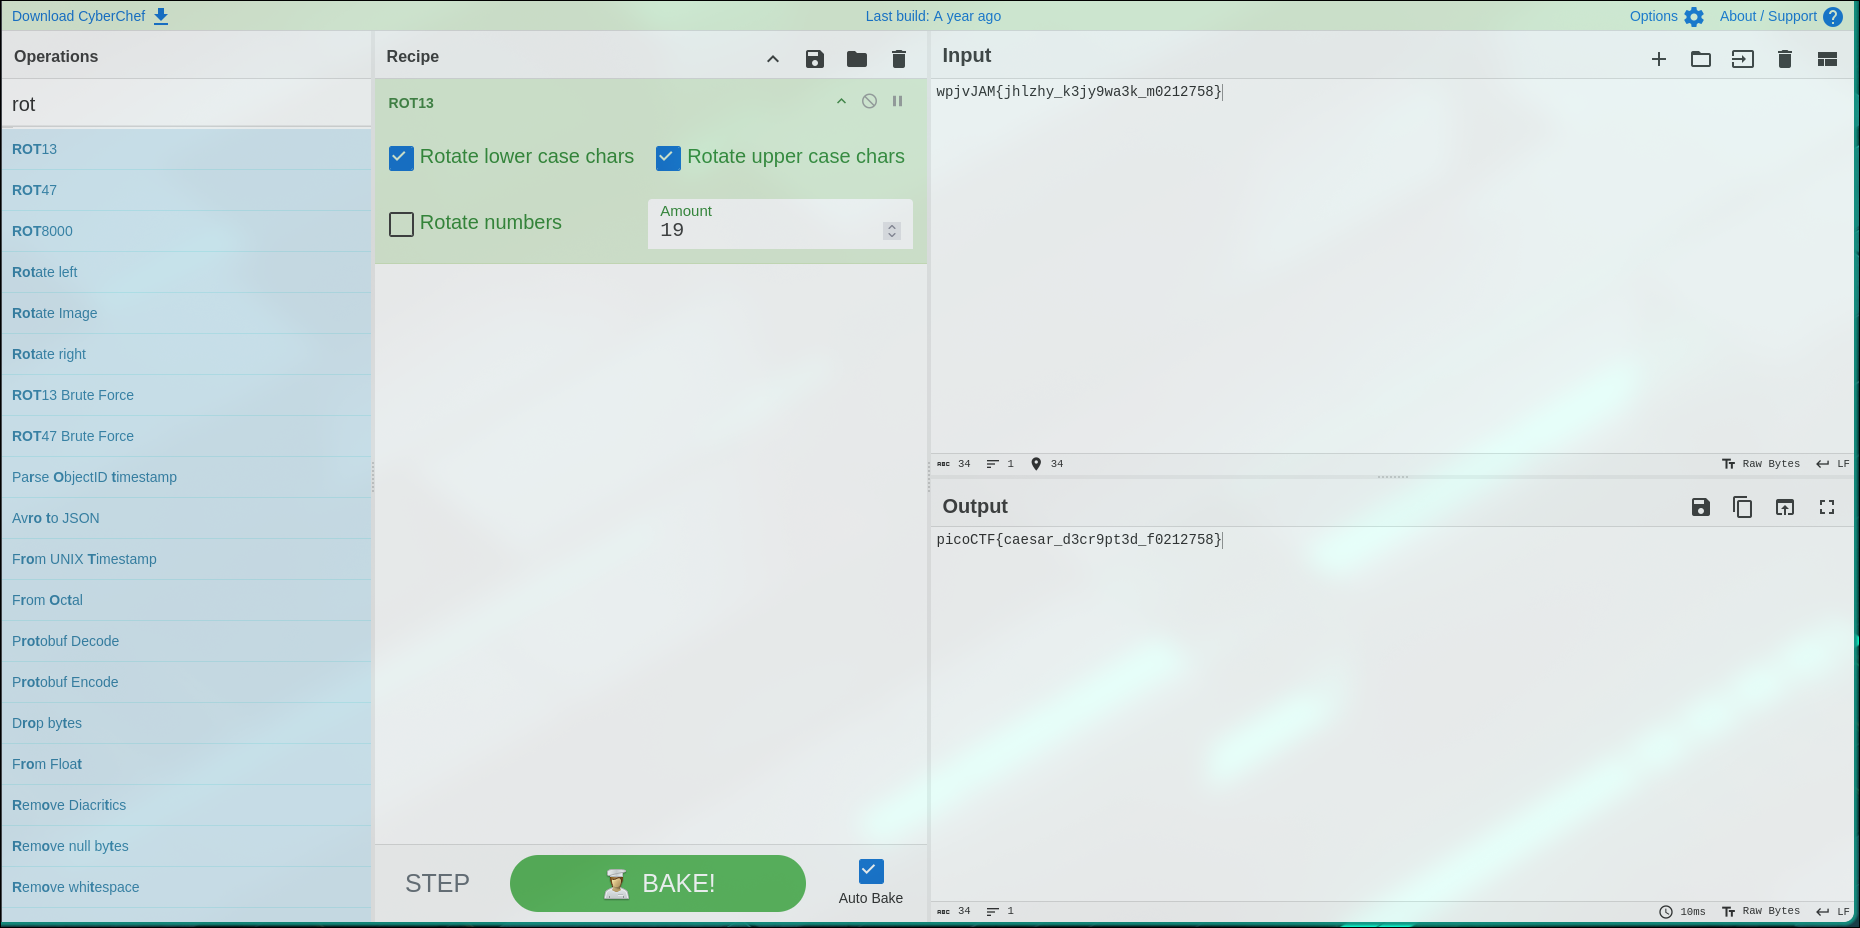 Download CyberChef
Last build: A year ago
Options
About / Support
Operations
rot
ROT13
ROT47
ROT8000
Rotate left
Rotate Image
Rotate right
ROT13 Brute Force
ROT47 Brute Force
Parse ObjectID timestamp
Avro to JSON
From UNIX Timestamp
From Octal
Protobuf Decode
Protobuf Encode
Drop bytes
From Float
Remove Diacritics
Remove null bytes
Remove whitespace
Recipe
ROT13
Rotate lower case chars
Rotate upper case chars
Rotate numbers
Amount
19
STEP
BAKE!
Auto Bake
Input
wpjvJAM{jhlzhy_k3jy9wa3k_m0212758}
ABC 34 1 34
Tт Raw Bytes LF
Output
picoCTF{caesar_d3cr9pt3d_f0212758}
ABC 34 1
10ms Tт Raw Bytes LF